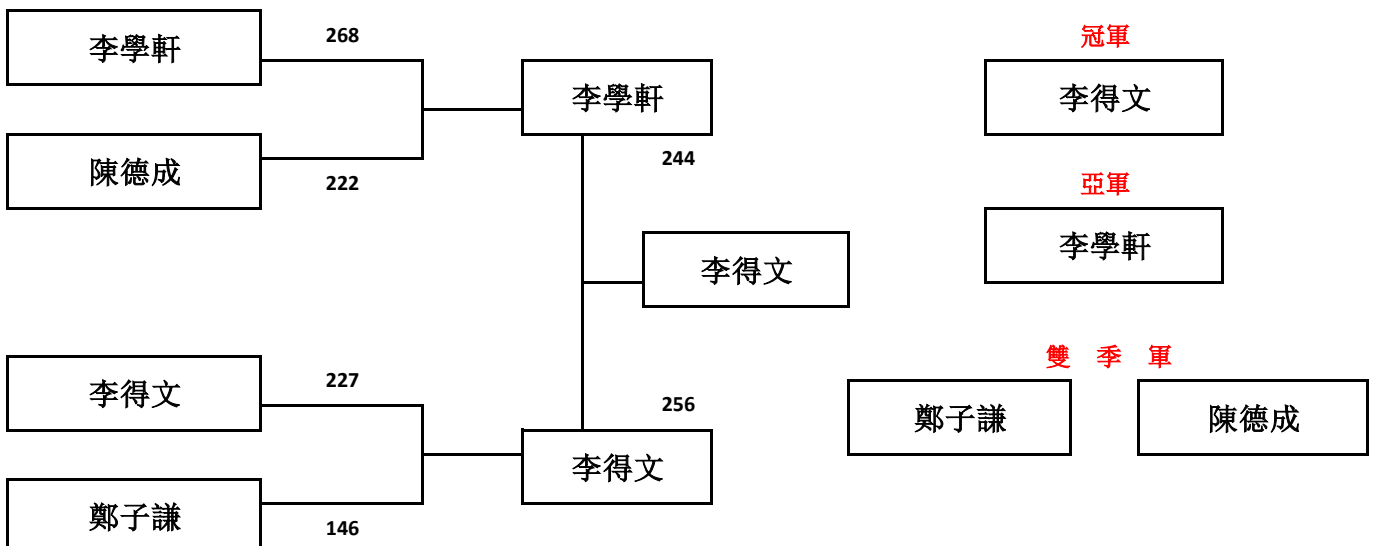 李學軒
268
李學軒
244
陳德成
222
李得文
李得文
227
256
李得文
鄭子謙
146
冠軍
李得文
亞軍
李學軒
雙 季 軍
鄭子謙
陳德成